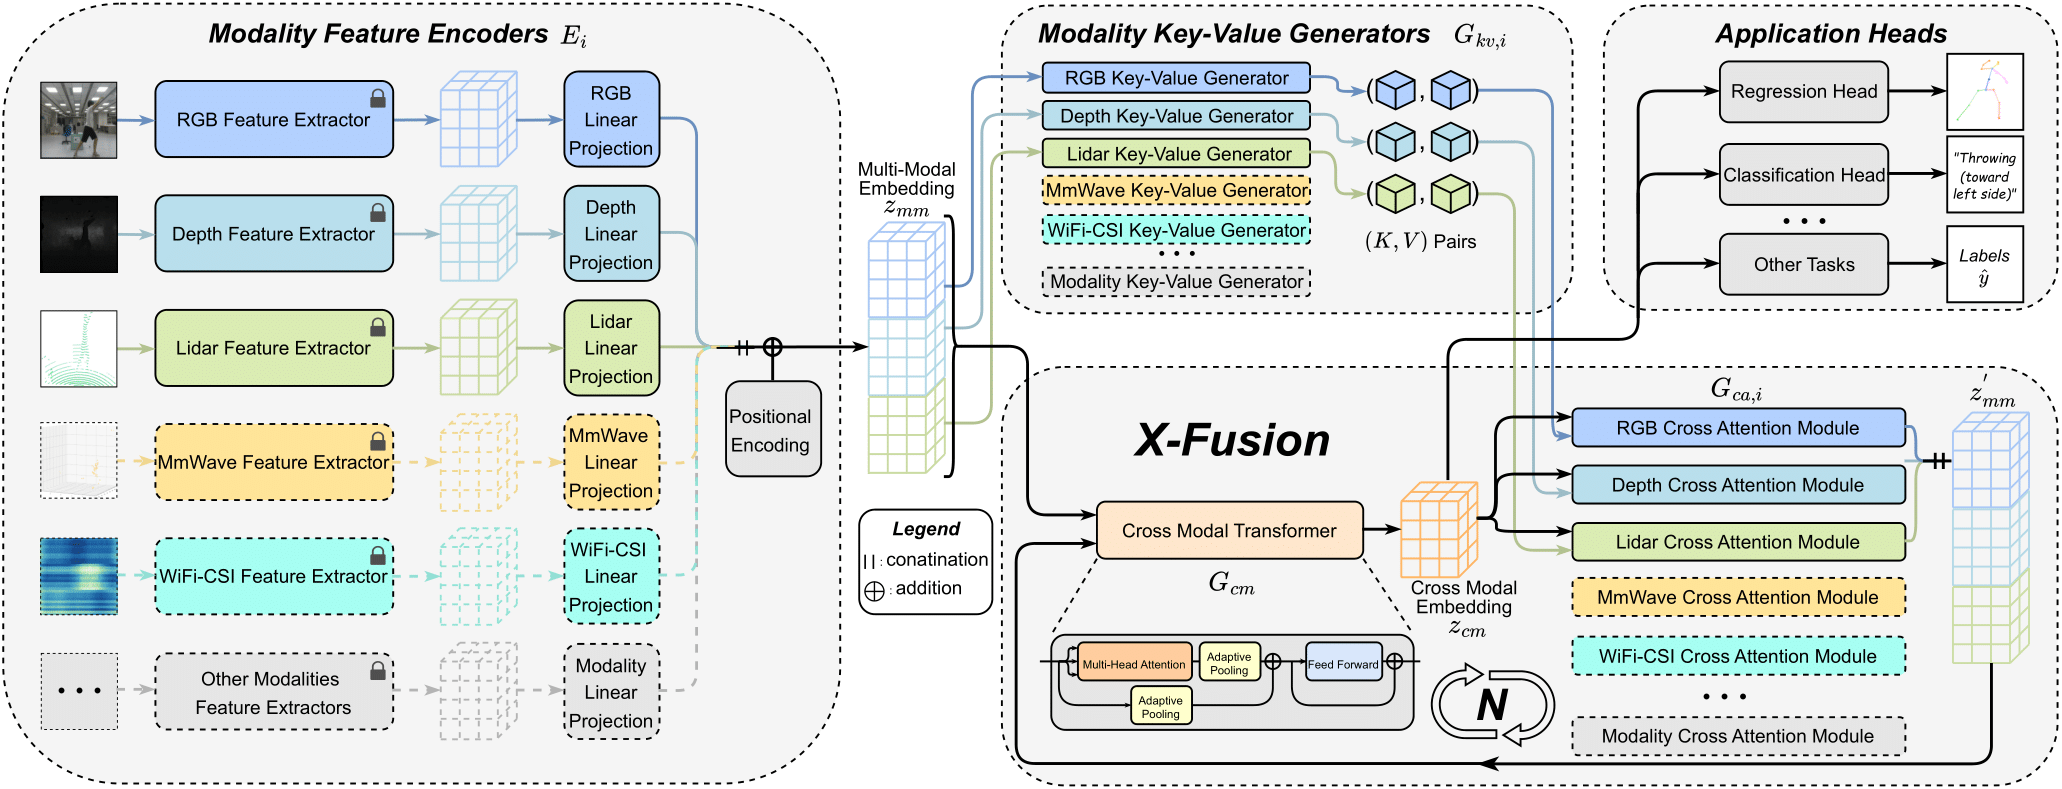 Modality Feature Encoders E_i
RGB Feature Extractor
RGB
Linear
Projection
Depth Feature Extractor
Depth
Linear
Projection
Lidar Feature Extractor
Lidar
Linear
Projection
MmWave Feature Extractor
MmWave
Linear
Projection
WiFi-CSI Feature Extractor
WiFi-CSI
Linear
Projection
• • •
Other Modalities
Feature Extractors
Modality
Linear
Projection
Positional
Encoding
Multi-Modal
Embedding
z_{mm}
Legend
|| : conatination
⊕ : addition
Modality Key-Value Generators G_{kv,i}
RGB Key-Value Generator
Depth Key-Value Generator
Lidar Key-Value Generator
MmWave Key-Value Generator
WiFi-CSI Key-Value Generator
• • •
Modality Key-Value Generator
( , )
( , )
( , )
(K, V) Pairs
Application Heads
Regression Head
Classification Head
"Throwing
(toward
left side)"
• • •
Other Tasks
Labels
ŷ
X-Fusion
Cross Modal Transformer
G_{cm}
Multi-Head Attention
Adaptive
Pooling
Adaptive
Pooling
Feed Forward
Cross Modal
Embedding
z_{cm}
N
G_{ca,i}
RGB Cross Attention Module
Depth Cross Attention Module
Lidar Cross Attention Module
MmWave Cross Attention Module
WiFi-CSI Cross Attention Module
• • •
Modality Cross Attention Module
z'_{mm}